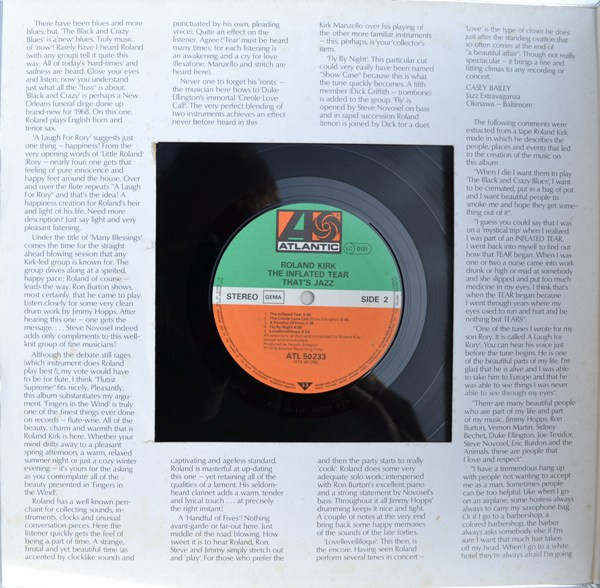 There have been blues and more
blues, but, 'The Black and Crazy
Blues' is a'new' blues. Truly music
of 'now'! Rarely have I heard Roland
(with any group) tell it quite this
way. All of today's 'hard-times' and
sadness are heard. Close your eyes
and listen; now you understand
just what all the "fuss" is about.
'Black and Crazy' is perhaps a New
Orleans funeral dirge done up
brand-new for 1968. On this one,
Roland plays English horn and
tenor sax.
'A Laugh For Rory' suggests just
one thing – happiness! From the
very opening words of 'Little Roland'
(Rory – nearly four) one gets that
feeling of pure innocence and
happy feet around the house. Over
and over the flute repeats "A Laugh
For Rory" and that's the idea! A
happiness creation for Roland's heir
and light of his life. Need more
description? Just say light and very
pleasant listening.
Under the title of 'Many Blessings',
comes the time for the straight
ahead blowing session that any
Kirk-led group is known for. The
group drives along at a spirited,
happy pace; Roland of course –
leads the way. Ron Burton shows,
most certainly, that he came to play.
Listen closely for some very clean
drum work by Jimmy Hopps. After
hearing this one – one gets the
message. . . . Steve Novosel indeed
adds only compliments to this well-
knit group of fine musicians!
Although the debate still rages
(which instrument does Roland
play best?), my vote would have
to be for flute. I think "Flutist
Supreme" fits nicely. Pleasantly,
this album substantiates my argu-
ment. 'Fingers in the Wind' is truly
one of the finest things ever done
on records – flute-wise. All of the
beauty, charm and warmth that is
Roland Kirk is here. Whether your
mind drifts away to a pleasant
spring afternoon, a warm, relaxed
summer night or just a cozy winter
evening – it's yours for the asking
as you contemplate all of the
beauty presented in 'Fingers in
the Wind'.
Roland has a well known pen-
chant for collecting sounds, in-
struments, clocks and unusual
conversation pieces. Here the
listener quickly gets the feel of
being a part of time. A strange,
brutal and yet beautiful time (as
accented by clocklike sounds and
punctuated by his own, pleading
voice). Quite an effect on the
listener. Agree? 'Tear' must be heard
many times; for each listening is
an awakening and a cry for love
(flexafone, Manzello and stritch are
heard here).
Never one to forget his 'roots' –
the musician here bows to Duke
Ellington's immortal 'Creole Love
Call'. The very perfect blending of
two instruments achieves an effect
never before heard in this
captivating and ageless standard.
Roland is masterful at up-dating
this one – yet retaining all of the
qualities of a lament. His seldom-
heard clarinet adds a warm, tender
and lyrical touch . . . at precisely
the right instant!
'A Handful of Fives'! Nothing
avant-garde or far-out here. Just
middle of the road blowing. How
sweet it is to hear Roland, Ron,
Steve and Jimmy simply stretch out
and "play". For those who prefer the
Kirk Manzello over his playing of
the other more familiar instruments
– this, perhaps, is your'collector's
item.
'Fly By Night'. This particular cut
could very easily have been named
"Show Case" because this is what
the tune quickly becomes. A fifth
member (Dick Griffith – trombone)
is added to the group. 'Fly' is
opened by Steve Novosel on bass
and in rapid succession Roland
(tenor) is joined by Dick for a duet
and then the party starts to really
'cook'. Roland does some very
adequate solo work; interspersed
with Ron Burton's excellent piano
and a strong statement by Novosel's
bass. Throughout it all Jimmy Hopps'
drumming keeps it nice and tight.
A couple of notes at the very end
bring back some happy memories
of the sounds of the late forties.
'Lovellevelliloqui'. This then, is
the encore. Having seen Roland
perform several times in concert –
'Love' is the type of closer he does
just after the standing ovation that
so often comes at the end of
"a beautiful affair". Though not really
spectacular – it brings a fine and
fitting climax to any recording or
concert.
CASEY BAILEY
Jazz Extravaganza
Okinawa – Baltimore
The following comments were
extracted from a tape Roland Kirk
made in which he describes the
people, places and events that led
to the creation of the music on
this album.
"When I die I want them to play
'The Black and Crazy Blues', I want
to be cremated, put in a bag of pot
and I want beautiful people to
smoke me and hope they get some-
thing out of it".
"I guess you could say that I was
on a 'mystical trip' when I realized
I was part of an INFLATED TEAR.
I went back into myself to find out
how that TEAR began. When I was
one or two a nurse came into work
drunk or high or mad at somebody
and she slipped and put too much
medicine in my eyes. I think that's
when the TEAR began because
I went through years where my
eyes were used to run and hurt and
be nothing but TEARS!'
"One of the tunes I wrote for my
son Rory. It is called A Laugh for
Rory'. You can hear his voice just
before the tune begins. He is one
of the beautiful parts of my life. I'm
glad that he is alive and I was able
to take him to Europe and that he
was able to see things I was never
able to see through my eyes".
"There are many beautiful people
who are part of my life and part
of my music. Jimmy Hopps, Ron
Burton, Vernon Martin, Sidney
Bechet, Duke Ellington, Joe Texidor,
Steve Novosel, Eric Burdon and the
Animals, these are people that
I love and respect".
"I have a tremendous hang up
with people not wanting to accept
me as a man. Sometimes people
can be too helpful. Like when I go
on an airplane, some hostess always
always to carry my saxophone bag.
Or if I go to a barbershop, a
colored barbershop, the barber
always asks somebody else if I'm
sure I want that much hair taken
off my head. When I go to a white
hotel they're always afraid I'm going
ATLANTIC
ROLAND KIRK
THE INFLATED TEAR
THAT'S JAZZ
STEREO
GEMA
SIDE 2
1. The Inflated Tear
2. The Creole Love Call
3. A Handful Of Fives
4. Fly By Night
5. Lovellevelliloqui
ATL 50233